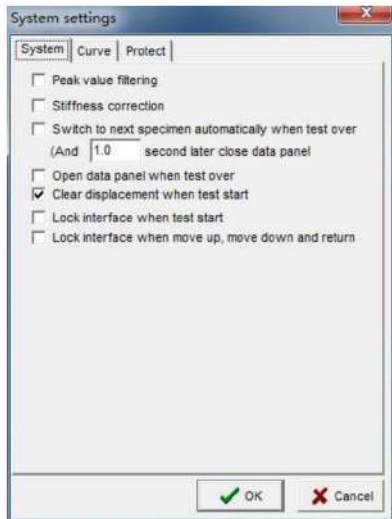 System settings
System Curve Protect
Peak value filtering
Stiffness correction
Switch to next specimen automatically when test over
(And 1.0 second later close data panel
Open data panel when test over
Clear displacement when test start
Lock interface when test start
Lock interface when move up, move down and return
OK Cancel